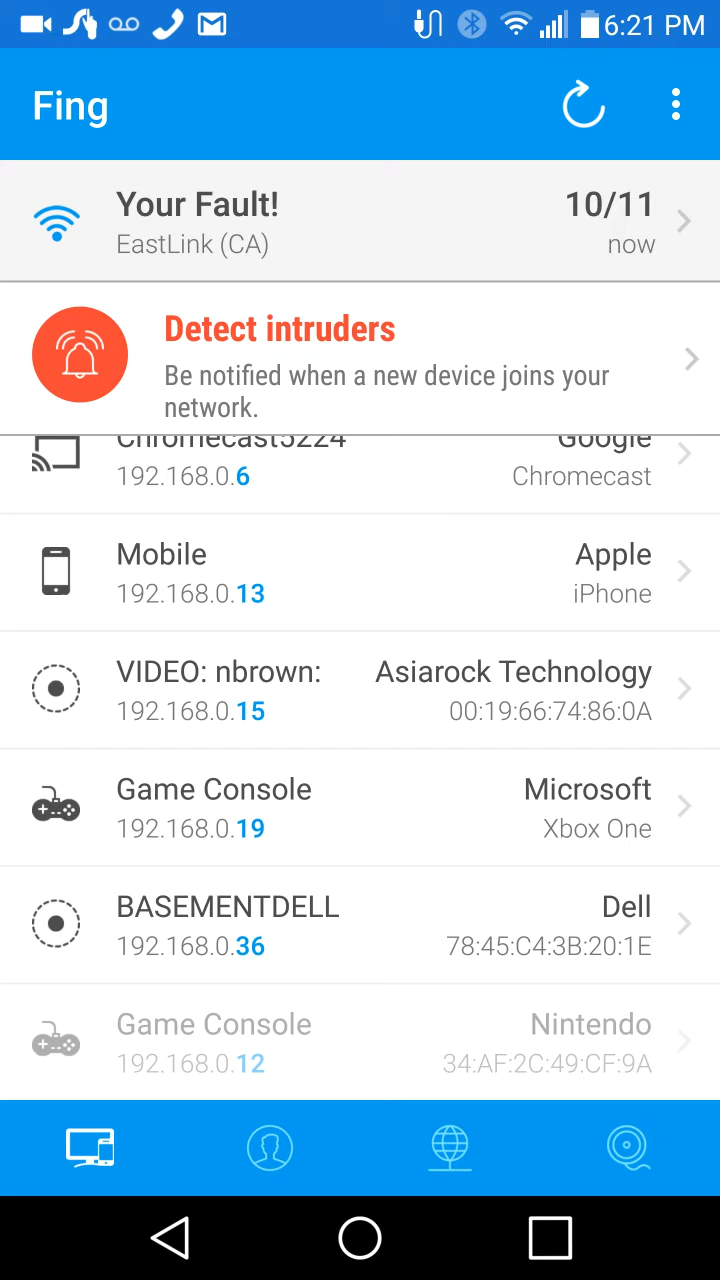 6:21 PM
Fing
Your Fault! 10/11
EastLink (CA) now
Detect intruders
Be notified when a new device joins your
network.
Chromecast5224 Google
192.168.0.6 Chromecast
Mobile Apple
192.168.0.13 iPhone
VIDEO: nbrown: Asiarock Technology
192.168.0.15 00:19:66:74:86:0A
Game Console Microsoft
192.168.0.19 Xbox One
BASEMENTDELL Dell
192.168.0.36 78:45:C4:3B:20:1E
Game Console Nintendo
192.168.0.12 34:AF:2C:49:CF:9A